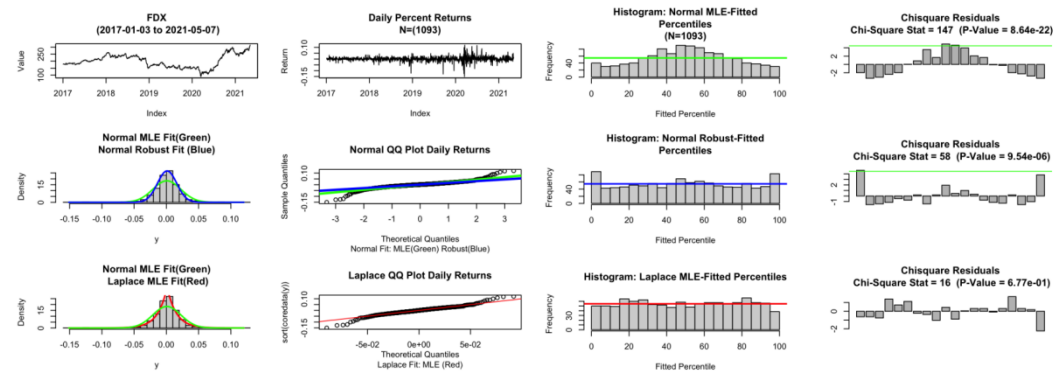 FDX
(2017-01-03 to 2021-05-07)
Value
100 250
2017 2018 2019 2020 2021
Index
Daily Percent Returns
N=(1093)
Return
-0.15 0.10
2017 2018 2019 2020 2021
Index
Histogram: Normal MLE-Fitted
Percentiles
(N=1093)
Frequency
0 40
0 20 40 60 80 100
Fitted Percentile
Chisquare Residuals
Chi-Square Stat = 147 (P-Value = 8.64e-22)
-2 2
Normal MLE Fit(Green)
Normal Robust Fit (Blue)
Density
0 15
-0.15 -0.10 -0.05 0.00 0.05 0.10
y
Normal QQ Plot Daily Returns
Sample Quantiles
-0.15 0.10
-3 -2 -1 0 1 2 3
Theoretical Quantiles
Normal Fit: MLE(Green) Robust(Blue)
Histogram: Normal Robust-Fitted
Percentiles
Frequency
0 40
0 20 40 60 80 100
Fitted Percentile
Chisquare Residuals
Chi-Square Stat = 58 (P-Value = 9.54e-06)
-1 2
Normal MLE Fit(Green)
Laplace MLE Fit(Red)
Density
0 15
-0.15 -0.10 -0.05 0.00 0.05 0.10
y
Laplace QQ Plot Daily Returns
sort(coredata(y))
-0.15 0.10
-5e-02 0e+00 5e-02
Theoretical Quantiles
Laplace Fit: MLE (Red)
Histogram: Laplace MLE-Fitted Percentiles
Frequency
0 30
0 20 40 60 80 100
Fitted Percentile
Chisquare Residuals
Chi-Square Stat = 16 (P-Value = 6.77e-01)
-2 0